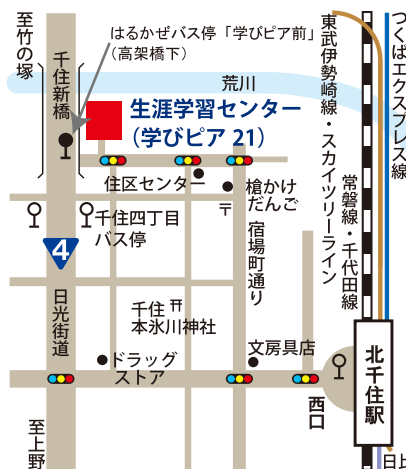 至竹の塚
はるかぜバス停「学びピア前」
（高架橋下）
千住新橋
荒川
生涯学習センター
（学びピア 21）
東武伊勢崎線・スカイツリーライン
つくばエクスプレス線
常磐線・千代田線
住区センター
槍かけ
だんご
〒
千住四丁目
バス停
宿場町通り
4
日光街道
千住
本氷川神社
文房具店
ドラッグ
ストア
北千住駅
西口
至上野
日比